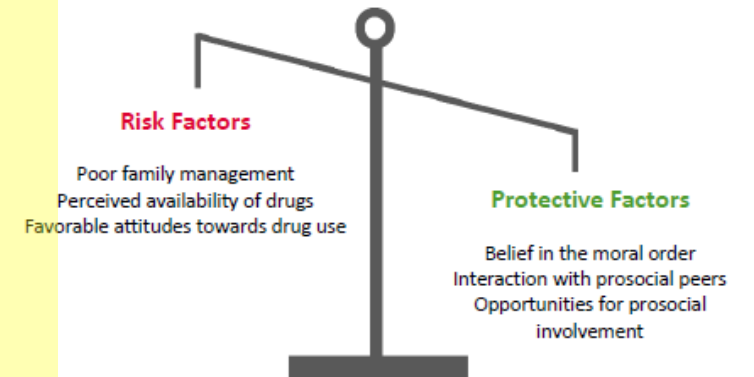 Risk Factors
Poor family management
Perceived availability of drugs
Favorable attitudes towards drug use
Protective Factors
Belief in the moral order
Interaction with prosocial peers
Opportunities for prosocial
involvement